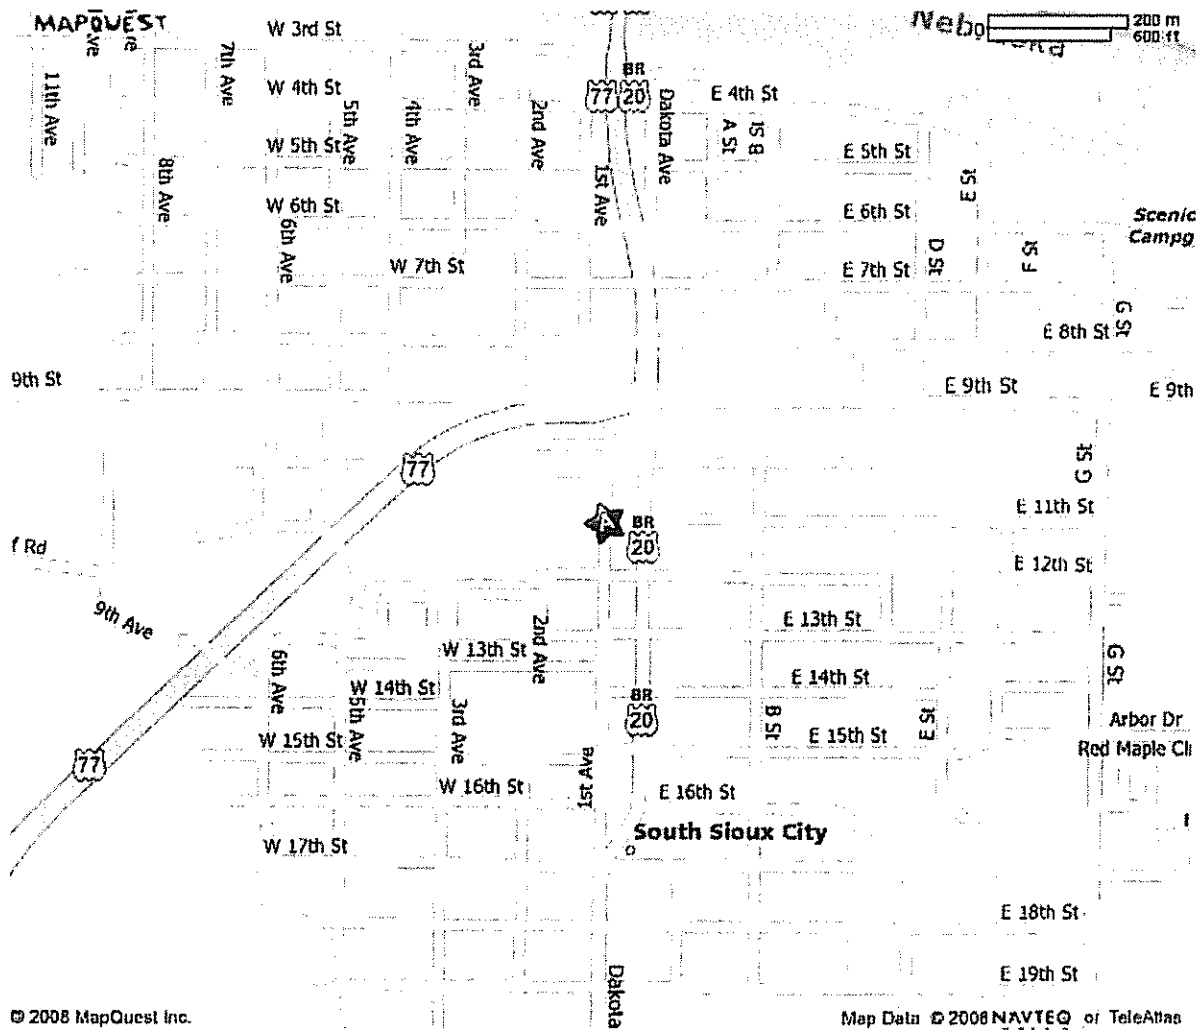 MAPQUEST
200 m
600 ft
Ave
W 3rd St
7th Ave
11th Ave
3rd Ave
W 4th St
BR
77
20
Dakota Ave
E 4th St
5th Ave
4th Ave
2nd Ave
A St
B St
W 5th St
E 5th St
8th Ave
1st Ave
E St
W 6th St
E 6th St
Scenic
Campg
6th Ave
W 7th St
E 7th St
D St
F St
G St
E 8th St
9th St
E 9th St
E 9th
77
G St
E 11th St
A
BR
20
f Rd
E 12th St
9th Ave
2nd Ave
E 13th St
W 13th St
6th Ave
G St
E 14th St
W 14th St
BR
20
5th Ave
3rd Ave
B St
E St
Arbor Dr
W 15th St
E 15th St
Red Maple Cir
77
1st Ave
W 16th St
E 16th St
South Sioux City
W 17th St
E 18th St
E 19th St
Dakota
© 2008 MapQuest Inc.
Map Data © 2008 NAVTEQ or TeleAtlas